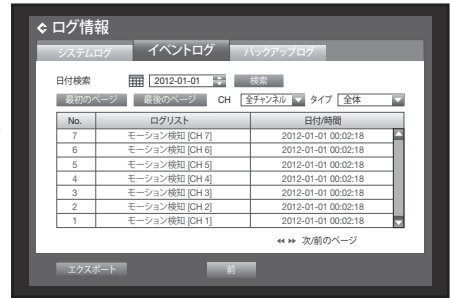 ログ情報
システムログ イベントログ バックアップログ
日付検索 2012-01-01 検索
最初のページ 最後のページ CH 全チャンネル タイプ 全体
No. ログリスト 日付/時間
7 モーション検知 [CH 7] 2012-01-01 00:02:18
6 モーション検知 [CH 6] 2012-01-01 00:02:18
5 モーション検知 [CH 5] 2012-01-01 00:02:18
4 モーション検知 [CH 4] 2012-01-01 00:02:18
3 モーション検知 [CH 3] 2012-01-01 00:02:18
2 モーション検知 [CH 2] 2012-01-01 00:02:18
1 モーション検知 [CH 1] 2012-01-01 00:02:18
次/前のページ
エクスポート 前